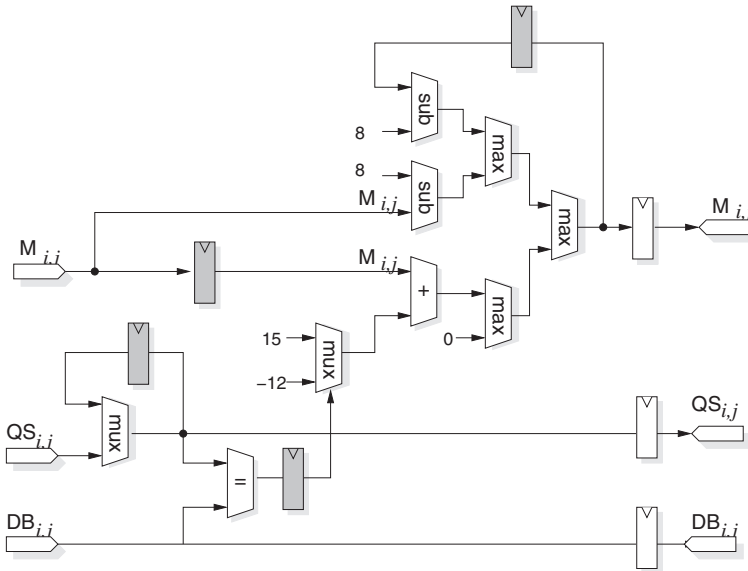 sub
8
max
8
sub
M i,j
M i,j
max
M i,j
M i,j
+
max
15
mux
0
−12
QS i,j
mux
QS i,j
=
DB i,j
DB i,j